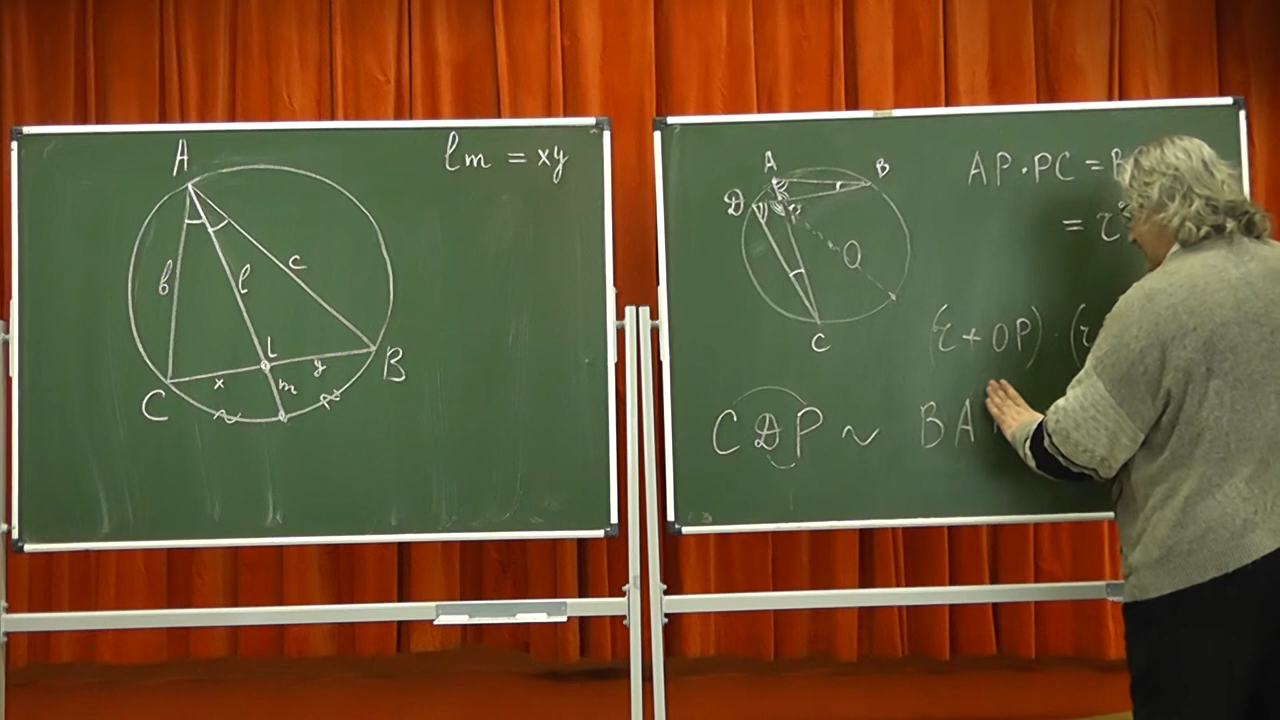 lm = xy
A
b
l
c
L
x
m
y
C
B
A
B
D
P
O
C
AP·PC =
= r
(r + OP) · (r
CDP ~ BA